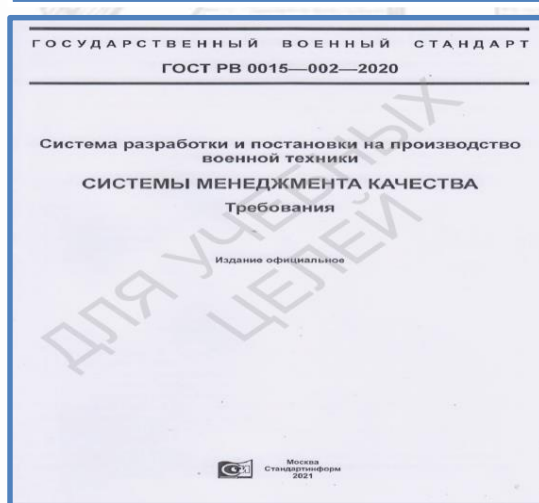 ГОСУДАРСТВЕННЫЙ ВОЕННЫЙ СТАНДАРТ
ГОСТ РВ 0015—002—2020
Система разработки и постановки на производство
военной техники
СИСТЕМЫ МЕНЕДЖМЕНТА КАЧЕСТВА
Требования
Издание официальное
ДЛЯ УЧЕБНЫХ
ЦЕЛЕЙ
Москва
Стандартинформ
2021